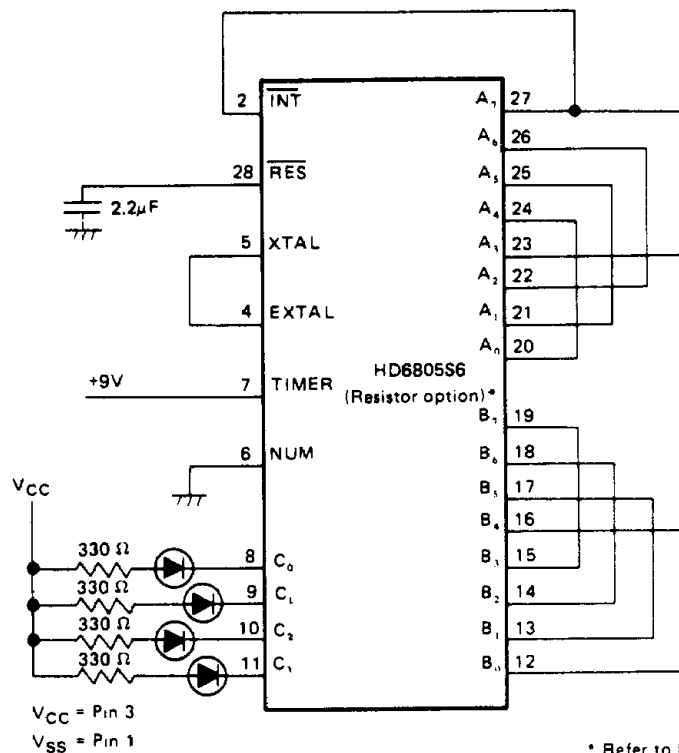 2 INT A₇ 27
A₆ 26
28 RES A₅ 25
2.2μF A₄ 24
5 XTAL A₃ 23
A₂ 22
4 EXTAL A₁ 21
A₀ 20
HD6805S6
+9V 7 TIMER (Resistor option)*
B₇ 19
6 NUM B₆ 18
VCC B₅ 17
B₄ 16
330 Ω 8 C₀ B₃ 15
330 Ω 9 C₁ B₂ 14
330 Ω 10 C₂ B₁ 13
330 Ω 11 C₃ B₀ 12
VCC = Pin 3
VSS = Pin 1
* Refer to